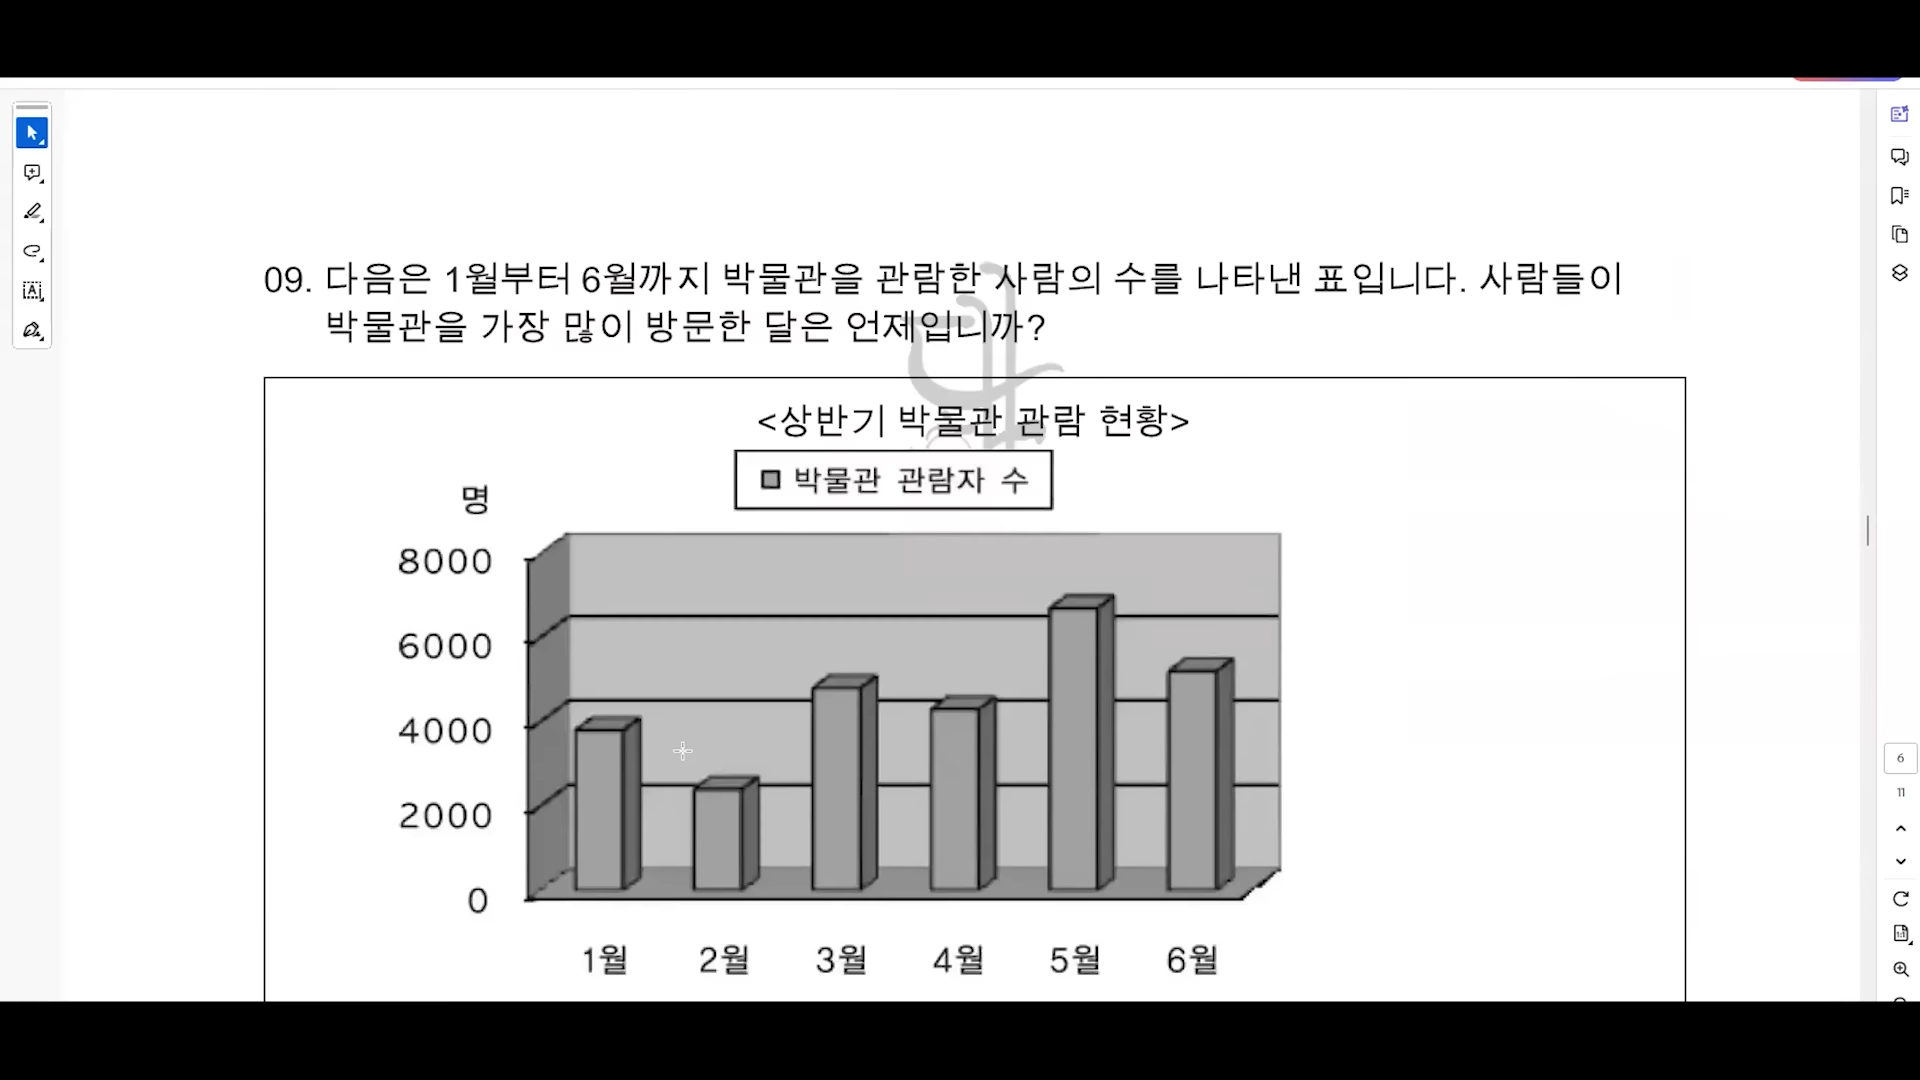 09. 다음은 1월부터 6월까지 박물관을 관람한 사람의 수를 나타낸 표입니다. 사람들이
박물관을 가장 많이 방문한 달은 언제입니까?
<상반기 박물관 관람 현황>
박물관 관람자 수
명
8000
6000
4000
2000
0
1월 2월 3월 4월 5월 6월
6
11